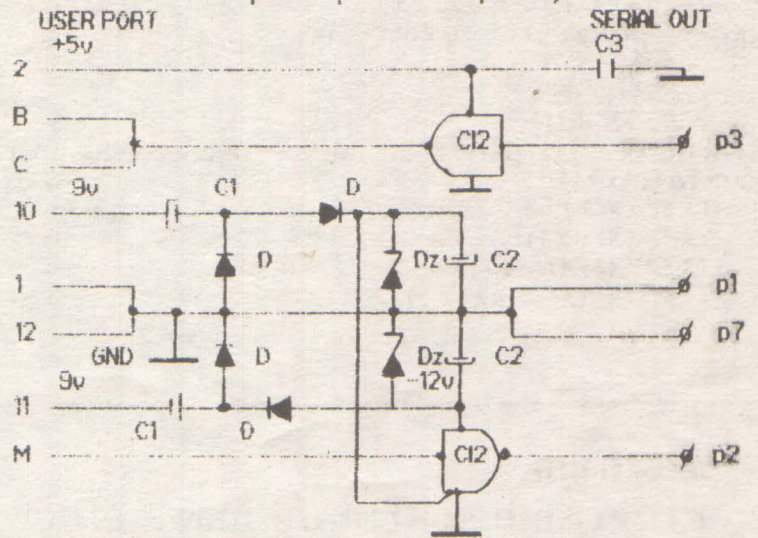 USER PORT SERIAL OUT
+5v C3
2
B
CI2 p3
C
9v C1 D
10
D Dz C2
1 p1
12 p7
GND D Dz C2
9v -12v
11
C1 D
M CI2 p2